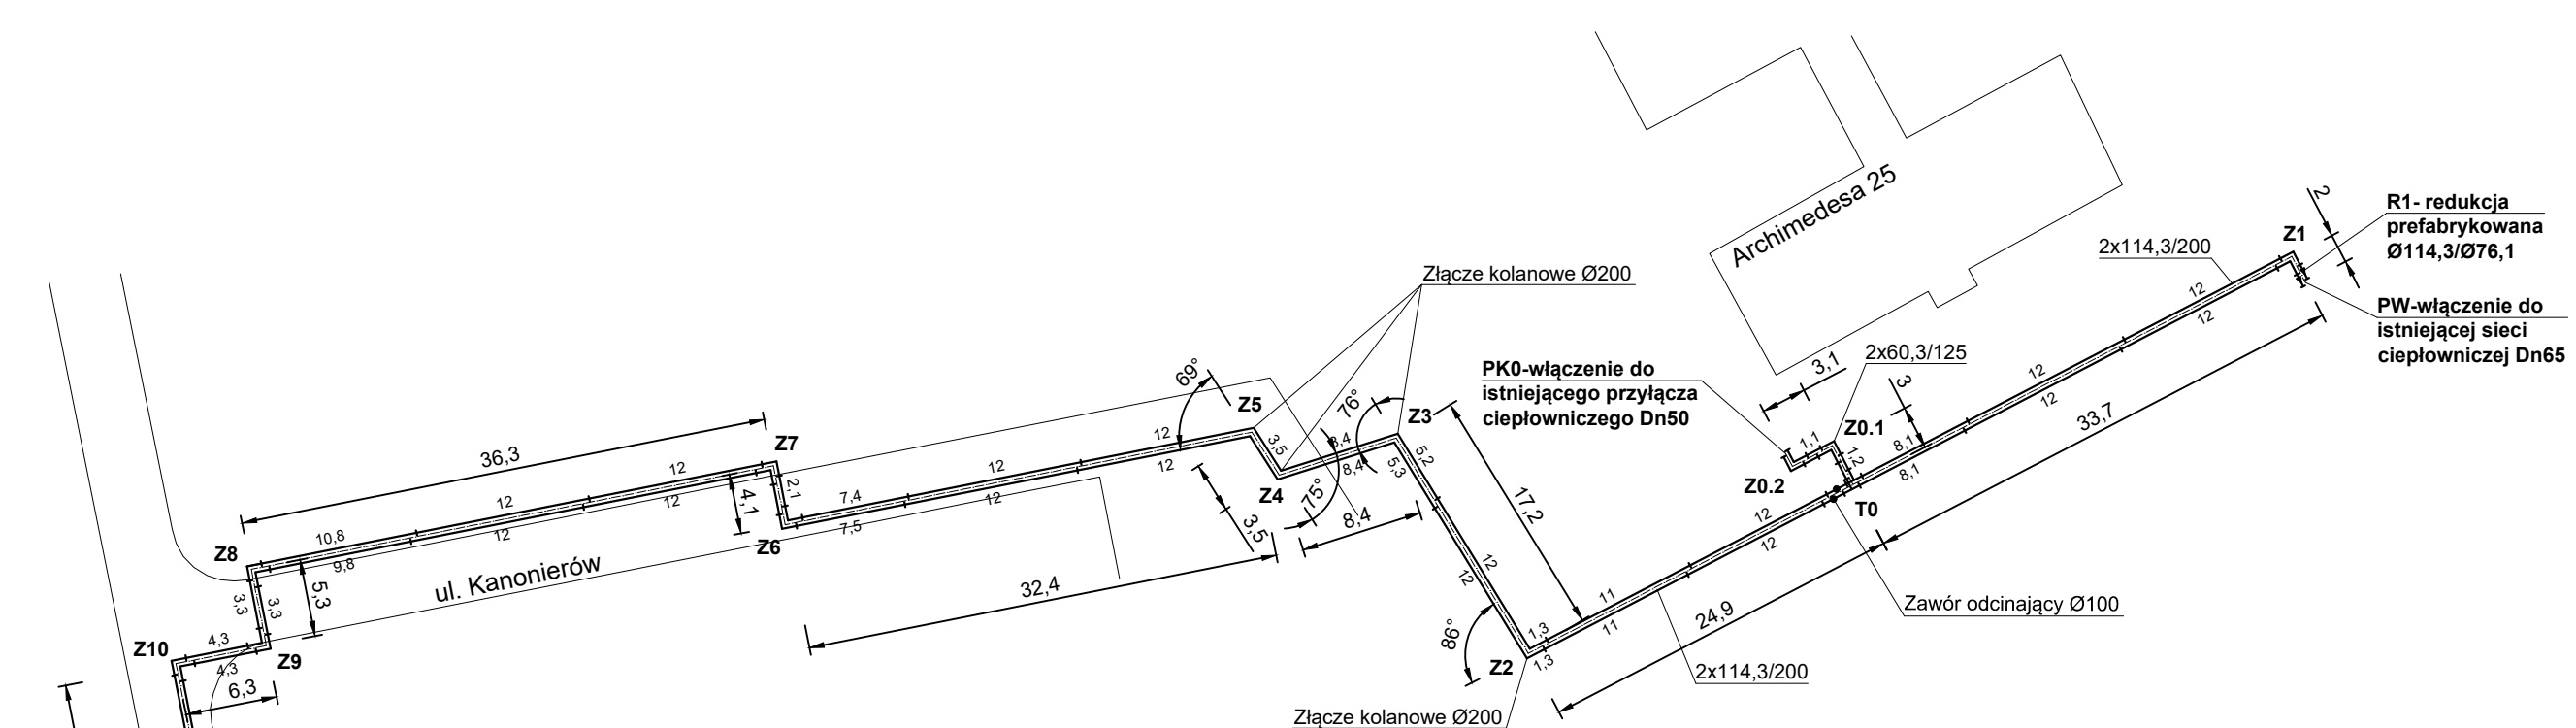 Archimedesa 25
2
R1- redukcja
prefabrykowana
Ø114,3/Ø76,1
Z1
2x114,3/200
PW-włączenie do
istniejącej sieci
ciepłowniczej Dn65
12
12
12
12
33,7
8,1
8,1
3
2x60,3/125
3,1
PK0-włączenie do
istniejącego przyłącza
ciepłowniczego Dn50
Z0.1
1,1
1,2
Z0.2
T0
Zawór odcinający Ø100
12
12
11
11
24,9
2x114,3/200
1,3
1,3
Z2
86°
Złącze kolanowe Ø200
17,2
12
12
5,2
5,3
Z3
76°
Złącze kolanowe Ø200
8,4
8,4
8,4
75°
Z4
3,5
3,5
Z5
69°
12
12
12
12
7,4
7,5
32,4
Z6
2,1
4,1
Z7
36,3
12
12
12
12
10,8
9,8
Z8
ul. Kanonierów
5,3
3,3
3,3
Z9
4,3
4,3
6,3
Z10